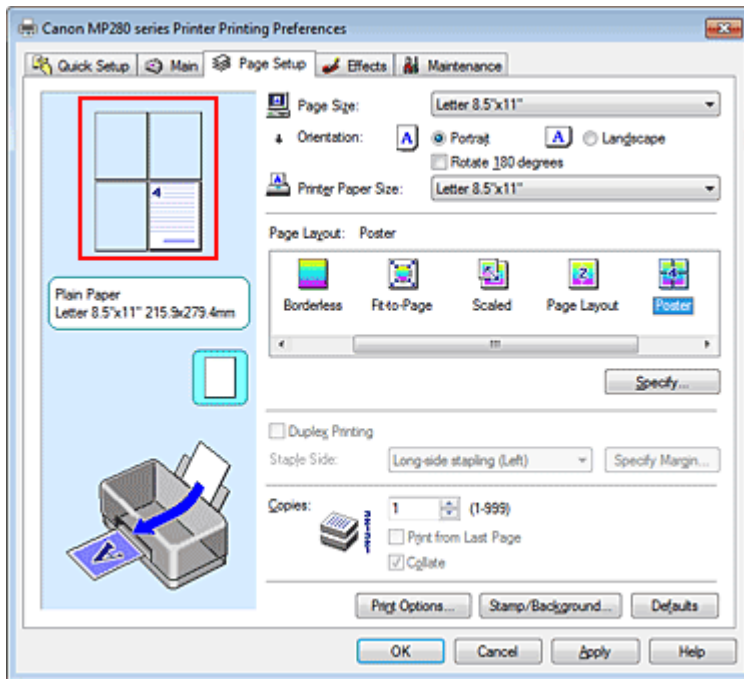 Canon MP280 series Printer Printing Preferences
Quick Setup
Main
Page Setup
Effects
Maintenance
Page Size:
Letter 8.5"x11"
Orientation:
A
Portrait
A
Landscape
Rotate 180 degrees
Printer Paper Size:
Letter 8.5"x11"
Page Layout: Poster
Borderless
Fit-to-Page
Scaled
Page Layout
Poster
Specify...
4
Plain Paper
Letter 8.5"x11" 215.9x279.4mm
Duplex Printing
Staple Side:
Long-side stapling (Left)
Specify Margin...
Copies:
1
(1-999)
Print from Last Page
Collate
Print Options...
Stamp/Background...
Defaults
OK
Cancel
Apply
Help